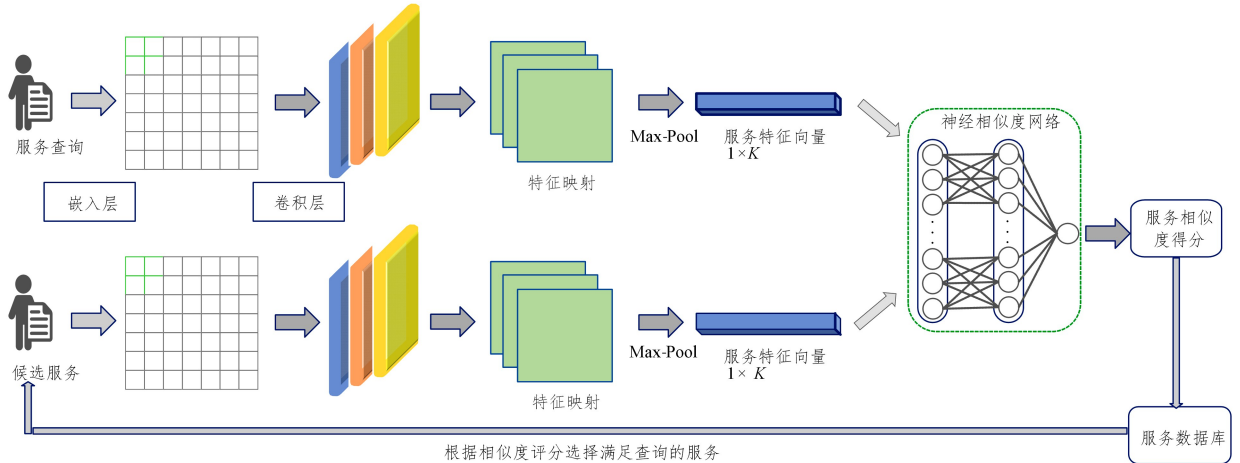 服务查询
嵌入层
卷积层
特征映射
Max-Pool
服务特征向量
1×K
神经相似度网络
服务相似
度得分
候选服务
特征映射
Max-Pool
服务特征向量
1× K
服务数据库
根据相似度评分选择满足查询的服务